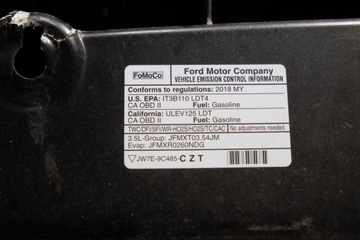 FoMoCo
Ford Motor Company
VEHICLE EMISSION CONTROL INFORMATION
Conforms to regulations: 2018 MY
U.S. EPA: IT3B110 LDT4
CA OBD II Fuel: Gasoline
California: ULEV125 LDT
CA OBD II Fuel: Gasoline
TWC/DFI/SFI/WR-HO2S/HO2S/TC/CAC No adjustments needed.
3.5L-Group: JFMXT03.54JM
Evap: JFMXR0260NDG
▽JW7E-9C485-C Z T